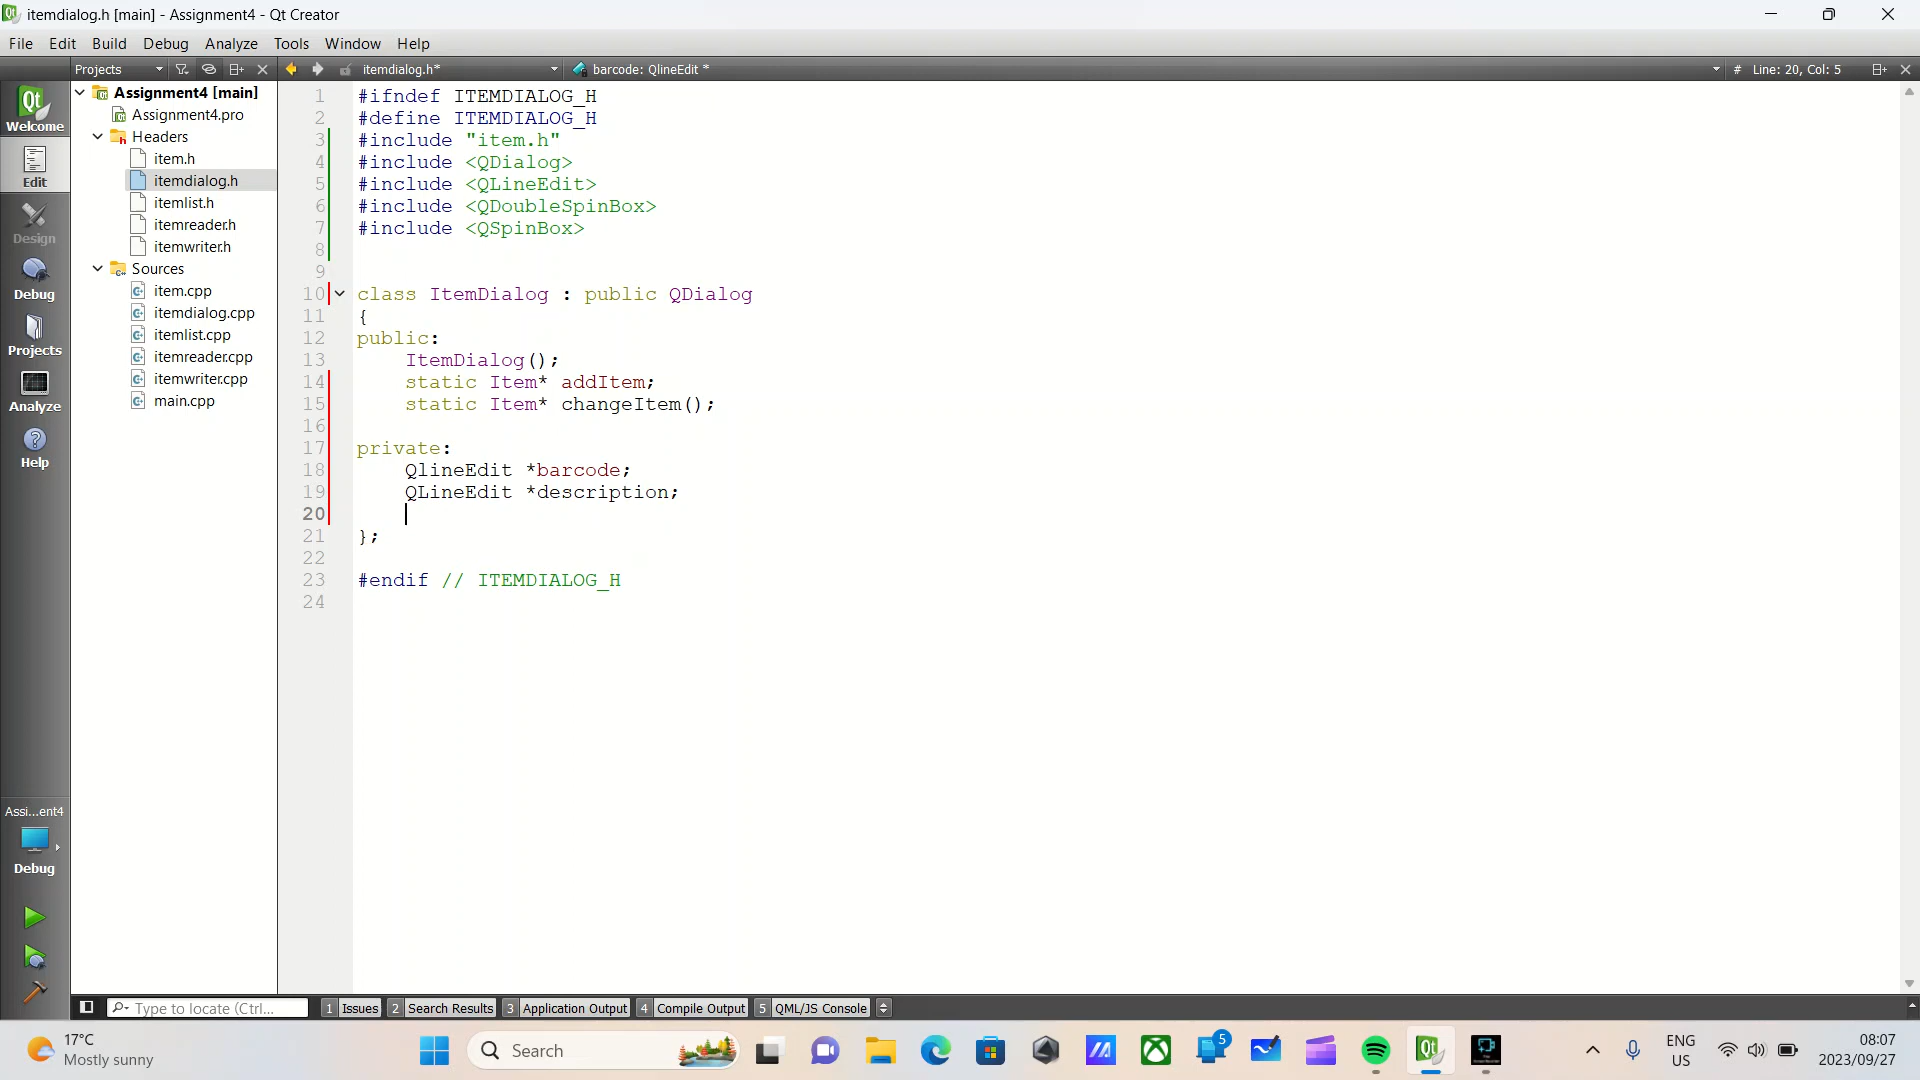 itemdialog.h [main] - Assignment4 - Qt Creator
File Edit Build Debug Analyze Tools Window Help
Projects itemdialog.h* barcode: QlineEdit * # Line: 20, Col: 5
Welcome
Edit
Design
Debug
Projects
Analyze
Help
Assi...ent4
Debug
Assignment4 [main]
Assignment4.pro
Headers
item.h
itemdialog.h
itemlist.h
itemreader.h
itemwriter.h
Sources
item.cpp
itemdialog.cpp
itemlist.cpp
itemreader.cpp
itemwriter.cpp
main.cpp
1 #ifndef ITEMDIALOG_H
2 #define ITEMDIALOG_H
3 #include "item.h"
4 #include <QDialog>
5 #include <QLineEdit>
6 #include <QDoubleSpinBox>
7 #include <QSpinBox>
8
9
10 class ItemDialog : public QDialog
11 {
12 public:
13 ItemDialog();
14 static Item* addItem;
15 static Item* changeItem();
16
17 private:
18 QlineEdit *barcode;
19 QLineEdit *description;
20
21 };
22
23 #endif // ITEMDIALOG_H
24
Type to locate (Ctrl... 1 Issues 2 Search Results 3 Application Output 4 Compile Output 5 QML/JS Console
17°C
Mostly sunny
Search
5
ENG
US
08:07
2023/09/27